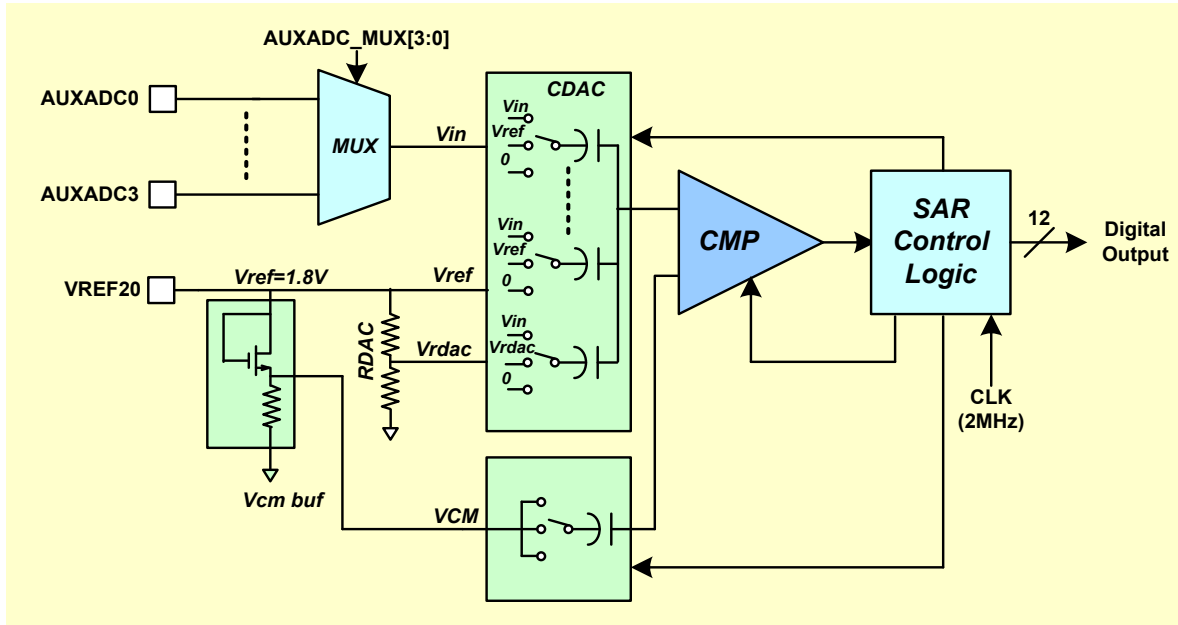 AUXADC_MUX[3:0]
AUXADC0
AUXADC3
MUX
Vin
CDAC
Vin
Vref
0
Vin
Vref
0
Vin
Vrdac
0
CMP
SAR
Control
Logic
12
Digital
Output
VREF20
Vref=1.8V
Vref
RDAC
Vrdac
CLK
(2MHz)
Vcm buf
VCM